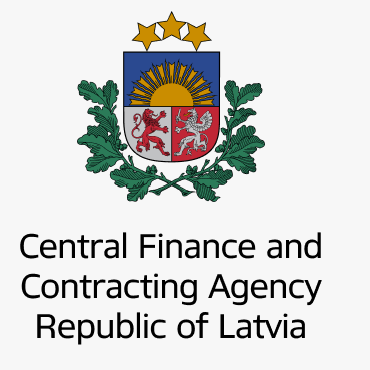 Central Finance and
Contracting Agency
Republic of Latvia